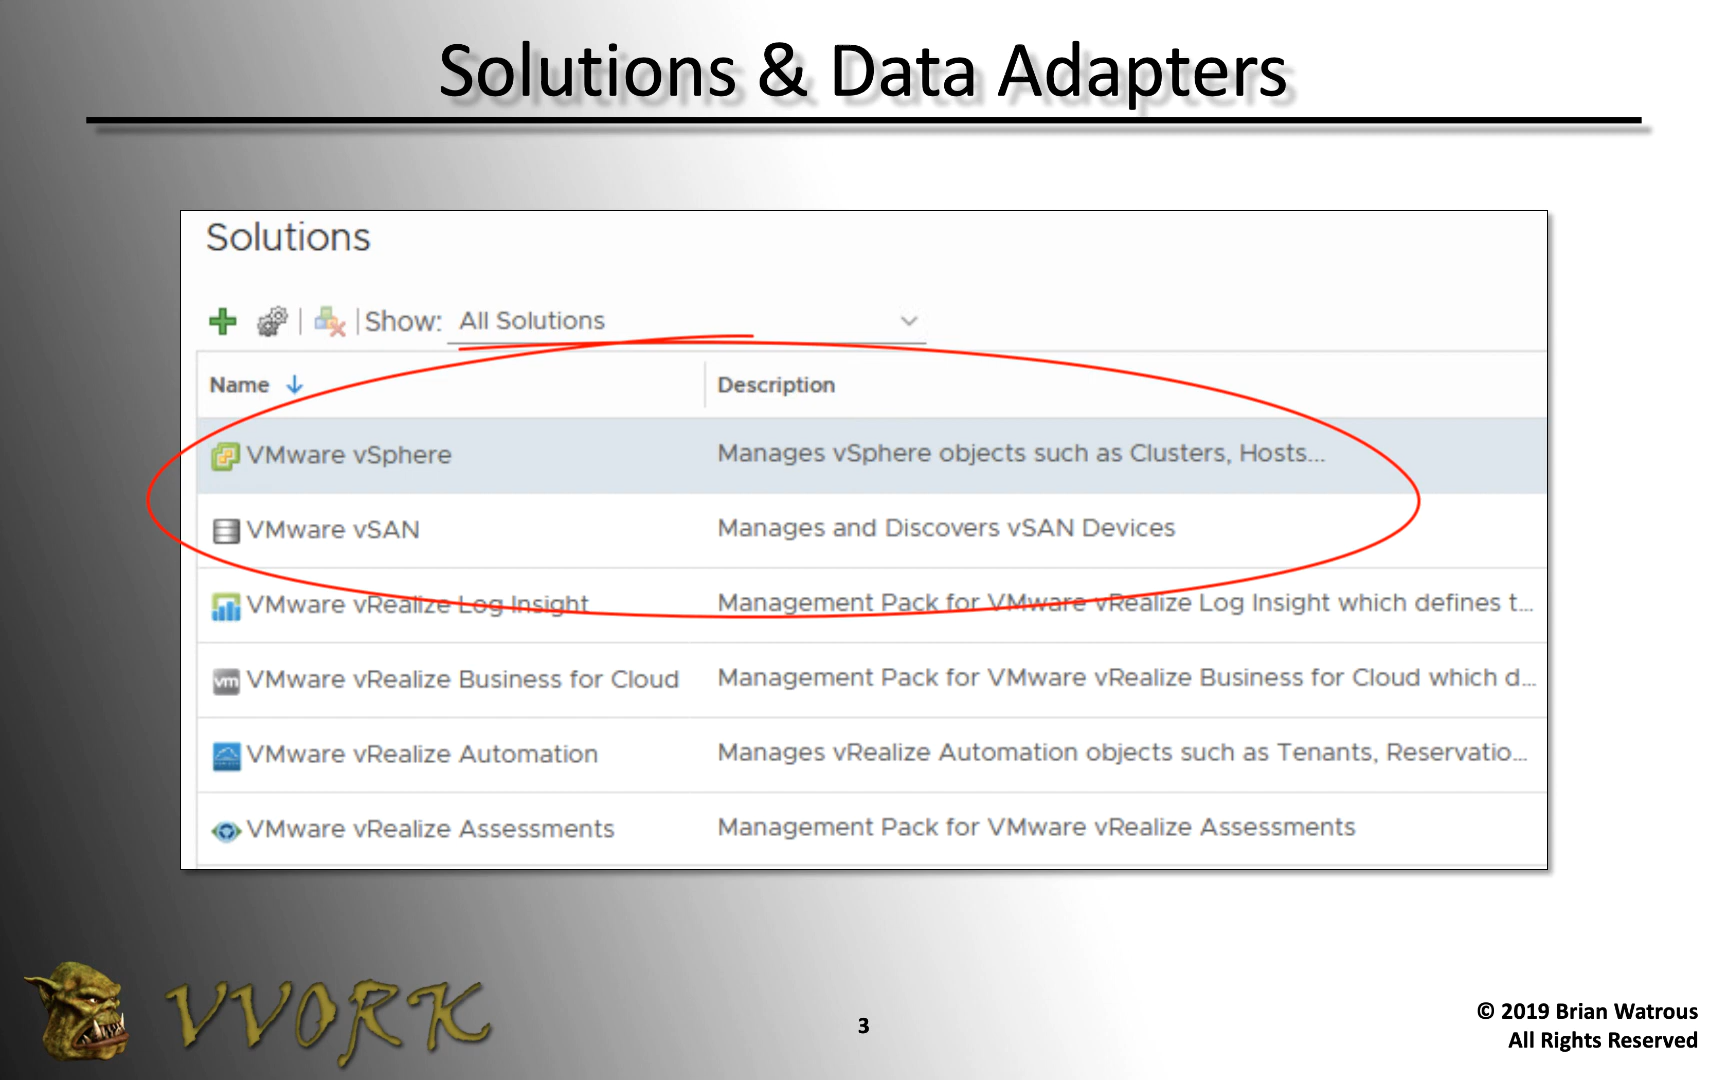 Solutions & Data Adapters
Solutions
Show: All Solutions
Name Description
VMware vSphere Manages vSphere objects such as Clusters, Hosts...
VMware vSAN Manages and Discovers vSAN Devices
VMware vRealize Log Insight Management Pack for VMware vRealize Log Insight which defines t...
vm VMware vRealize Business for Cloud Management Pack for VMware vRealize Business for Cloud which d...
VMware vRealize Automation Manages vRealize Automation objects such as Tenants, Reservatio...
VMware vRealize Assessments Management Pack for VMware vRealize Assessments
VVORK
3
© 2019 Brian Watrous
All Rights Reserved